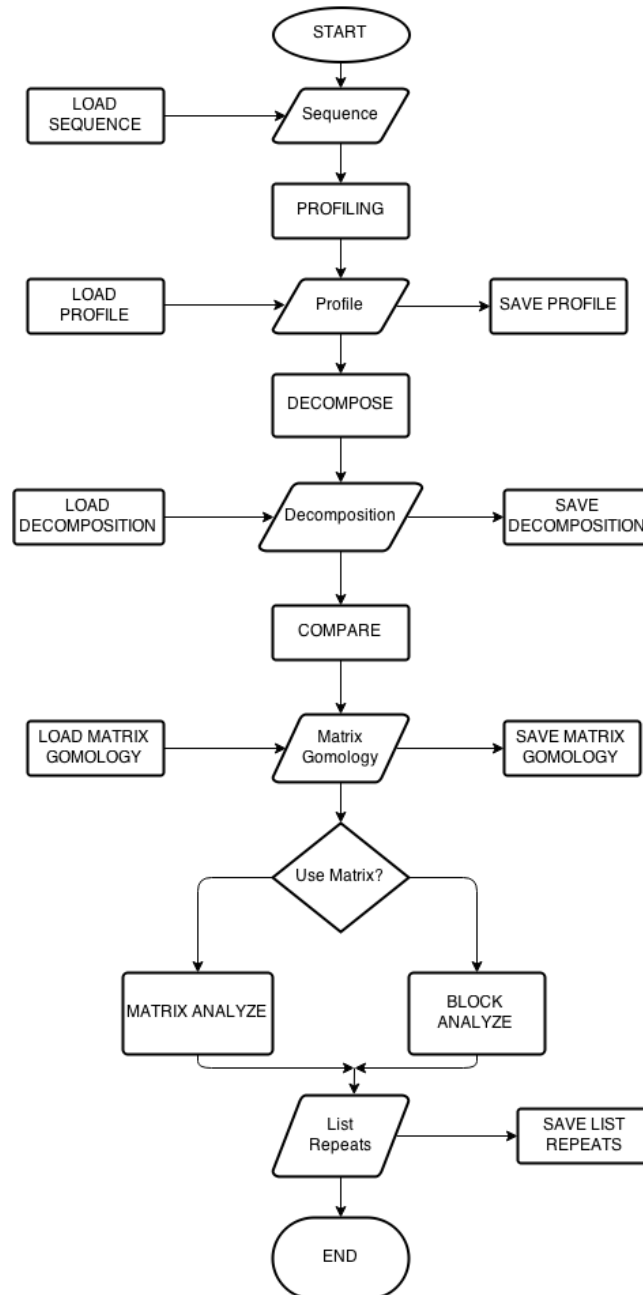 START
LOAD
SEQUENCE
Sequence
PROFILING
LOAD
PROFILE
Profile
SAVE PROFILE
DECOMPOSE
LOAD
DECOMPOSITION
Decomposition
SAVE
DECOMPOSITION
COMPARE
LOAD MATRIX
GOMOLOGY
Matrix
Gomology
SAVE MATRIX
GOMOLOGY
Use Matrix?
MATRIX ANALYZE
BLOCK
ANALYZE
List
Repeats
SAVE LIST
REPEATS
END